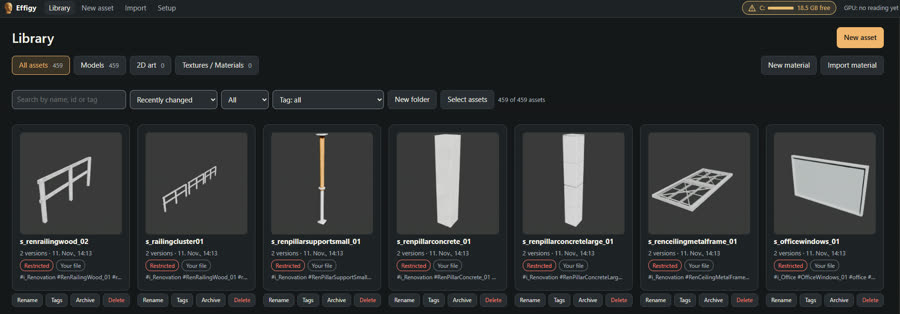 Effigy Library New asset Import Setup C: 18.5 GB free GPU: no reading yet
Library
New asset
All assets 459 Models 459 2D art 0 Textures / Materials 0 New material Import material
Search by name, id or tag Recently changed All Tag: all New folder Select assets 459 of 459 assets
s_renrailingwood_02
2 versions · 11. Nov., 14:13
Restricted Your file
#i_Renovation #RenRailingWood_01 #r...
Rename Tags Archive Delete
s_railingcluster01
2 versions · 11. Nov., 14:13
Restricted Your file
#i_Renovation #RenRailingWood_01 #r...
Rename Tags Archive Delete
s_renpillarsupportsmall_01
2 versions · 11. Nov., 14:13
Restricted Your file
#i_Renovation #RenPillarSupportSmall...
Rename Tags Archive Delete
s_renpillarconcrete_01
2 versions · 11. Nov., 14:13
Restricted Your file
#i_Renovation #RenPillarConcrete_01 ...
Rename Tags Archive Delete
s_renpillarconcretelarge_01
2 versions · 11. Nov., 14:13
Restricted Your file
#i_Renovation #RenPillarConcreteLarg...
Rename Tags Archive Delete
s_renceilingmetalframe_01
2 versions · 11. Nov., 14:13
Restricted Your file
#i_Renovation #RenCeilingMetalFrame...
Rename Tags Archive Delete
s_officewindows_01
2 versions · 11. Nov., 14:13
Restricted Your file
#i_Office #OfficeWindows_01 #office #...
Rename Tags Archive Delete